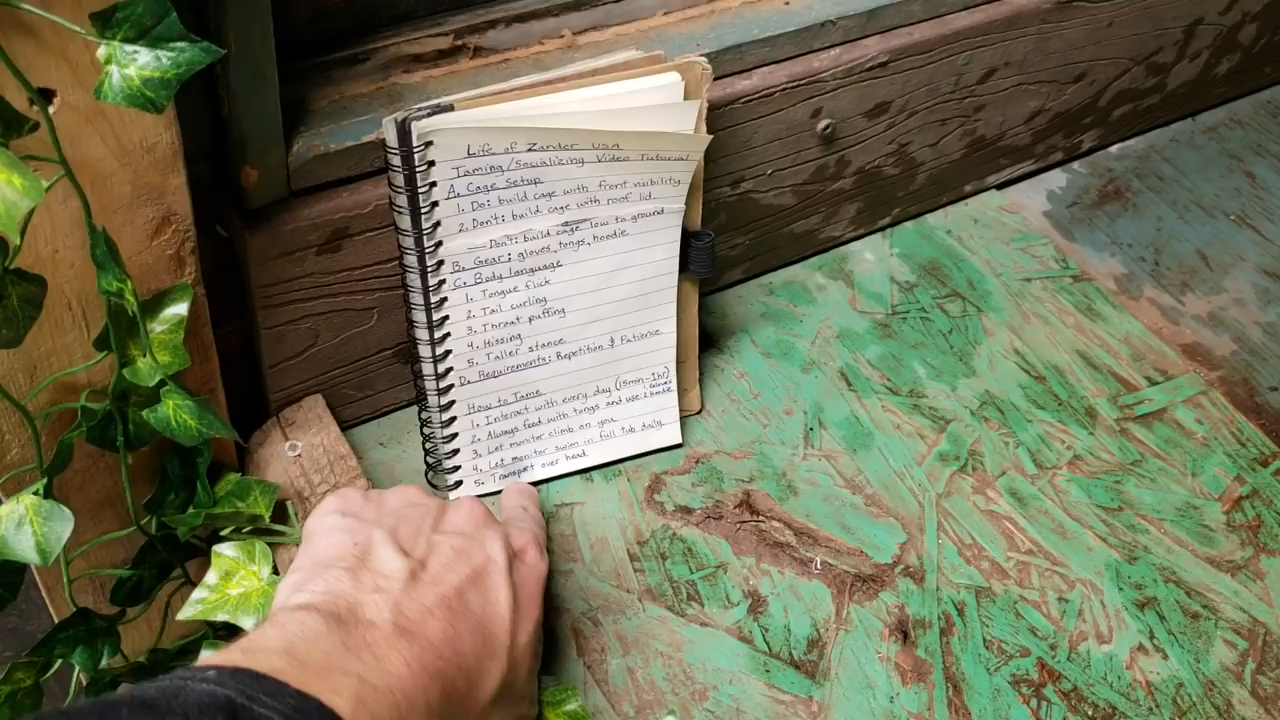 Life of Zander USA
Taming/Socializing Video Tutorial
A. Cage setup
1. Do: build cage with front visibility
2. Don't: build cage with roof lid.
— Don't: build cage low to ground
B. Gear: gloves, tongs, hoodie
C. Body language
1. Tongue flick
2. Tail curling
3. Throat puffing
4. Hissing
5. Taller stance
D. Requirements: Repetition & Patience
How to Tame
1. Interact with every day (15min-1hr)
2. Always feed with tongs and use: 1. Gloves 2. Hoodie
3. Let monitor climb on you
4. Let monitor swim in full tub daily.
5. Transport over head